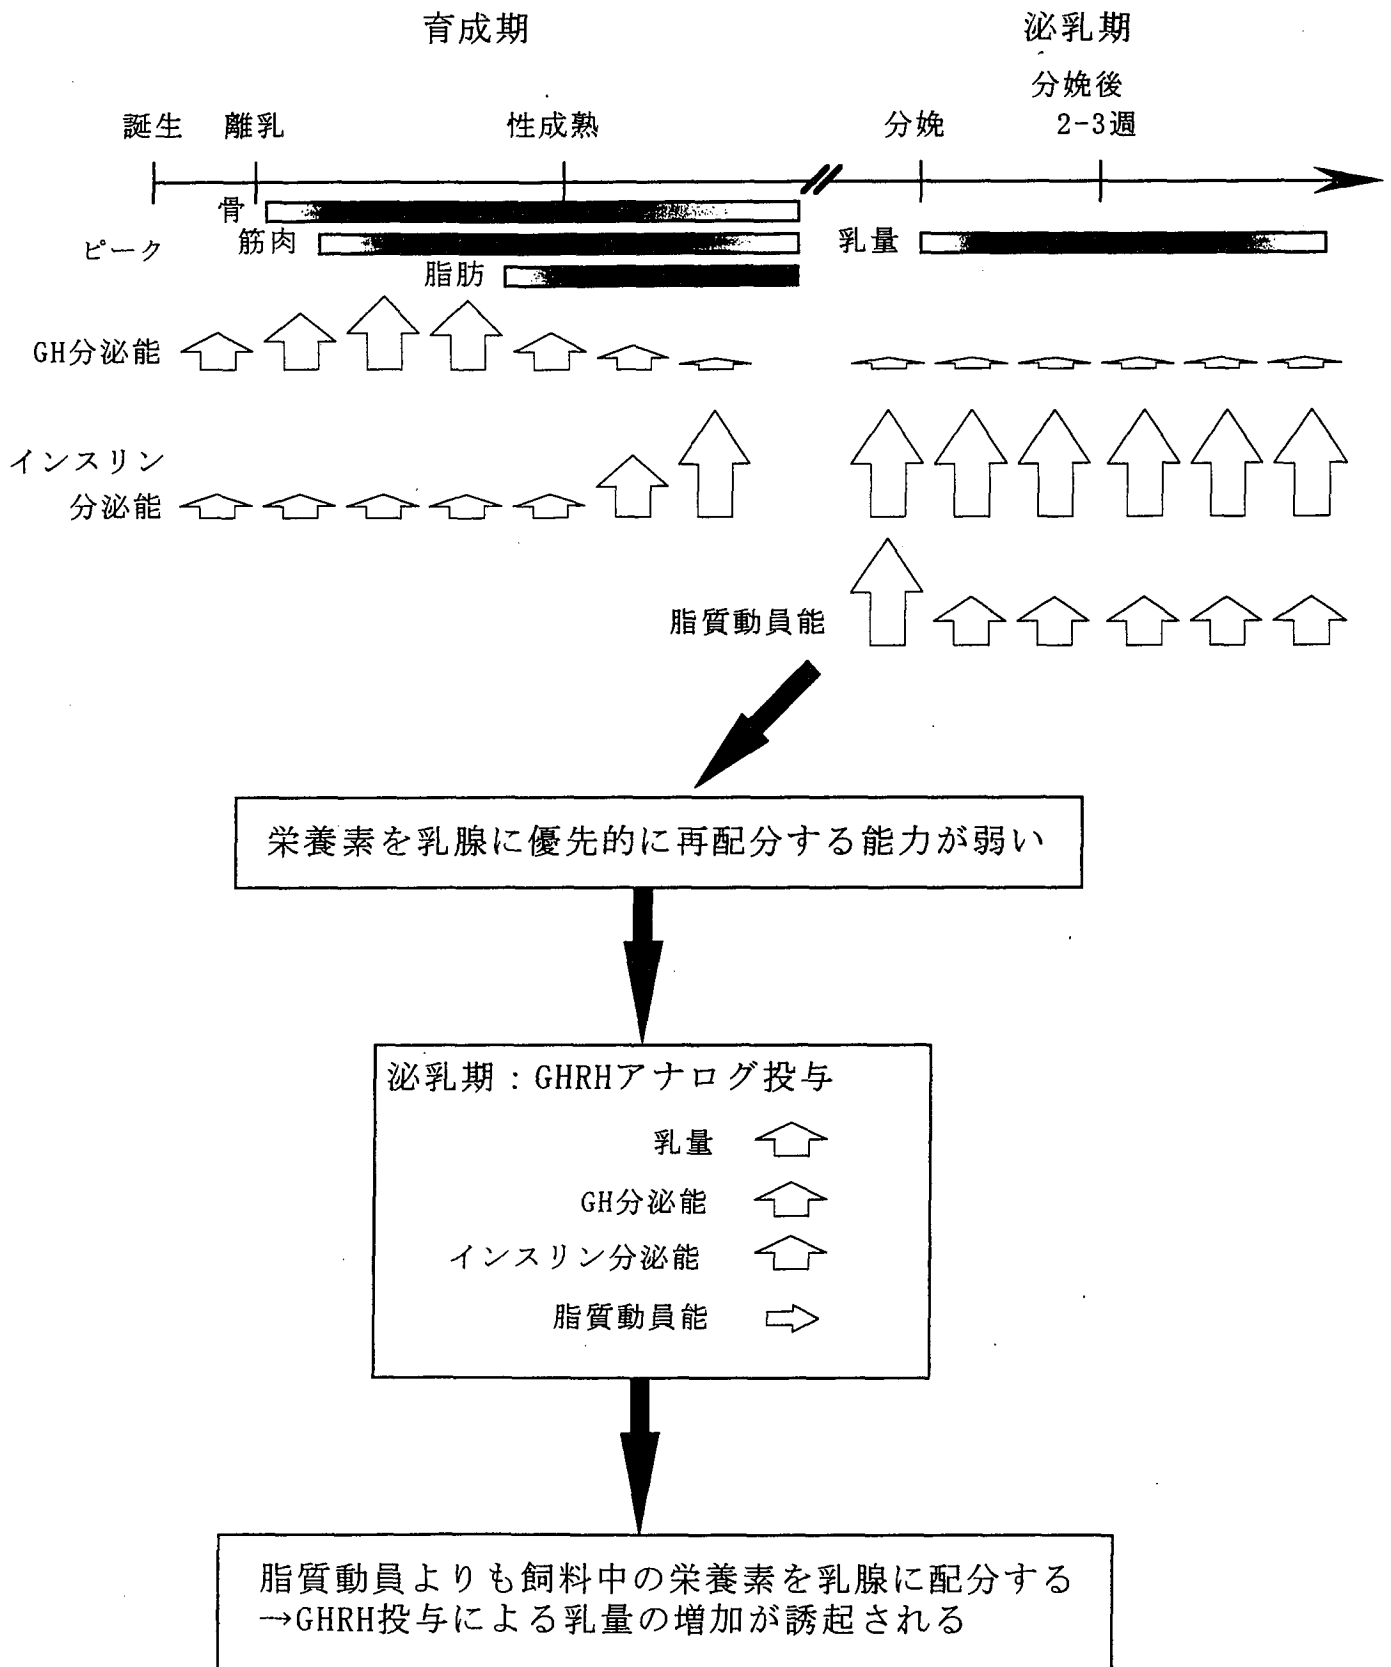 育成期
泌乳期
誕生
離乳
性成熟
分娩
分娩後
2-3週
骨
ピーク
筋肉
脂肪
乳量
GH分泌能
インスリン
分泌能
脂質動員能
栄養素を乳腺に優先的に再配分する能力が弱い
泌乳期：GHRHアナログ投与
乳量
GH分泌能
インスリン分泌能
脂質動員能
脂質動員よりも飼料中の栄養素を乳腺に配分する
→GHRH投与による乳量の増加が誘起される